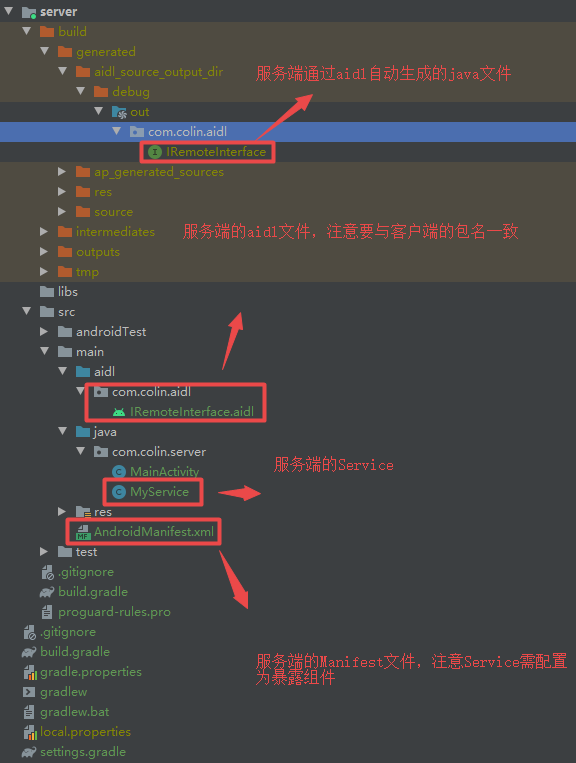 server
build
generated
aidl_source_output_dir
服务端通过aidl自动生成的java文件
debug
out
com.colin.aidl
IRemoteInterface
ap_generated_sources
res
source
intermediates
服务端的aidl文件，注意要与客户端的包名一致
outputs
tmp
libs
src
androidTest
main
aidl
com.colin.aidl
IRemoteInterface.aidl
java
com.colin.server
MainActivity
服务端的Service
MyService
res
AndroidManifest.xml
test
.gitignore
build.gradle
proguard-rules.pro
.gitignore
build.gradle
服务端的Manifest文件，注意Service需配置
为暴露组件
gradle.properties
gradlew
gradlew.bat
local.properties
settings.gradle